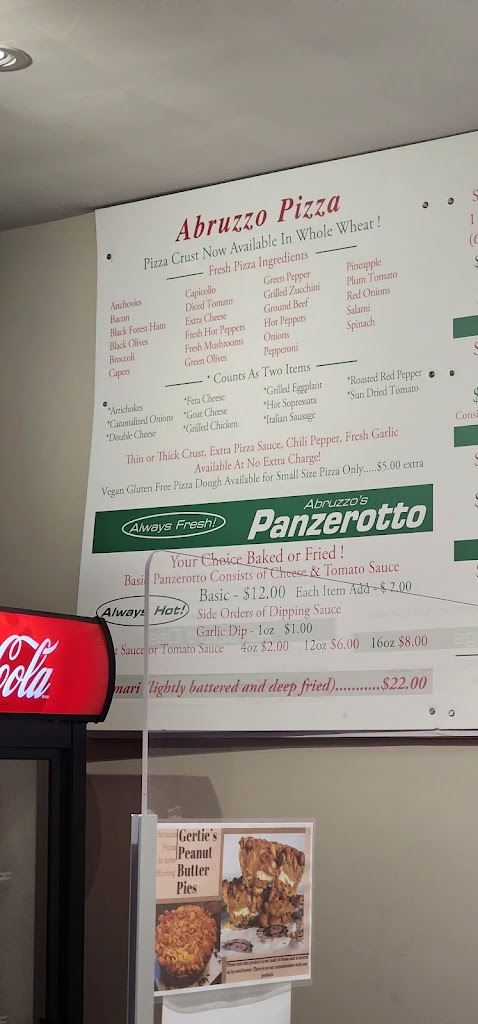 Abruzzo Pizza
Pizza Crust Now Available In Whole Wheat !
Fresh Pizza Ingredients
Anchovies
Bacon
Black Forest Ham
Black Olives
Broccoli
Capers
Capicollo
Diced Tomato
Extra Cheese
Fresh Hot Peppers
Fresh Mushrooms
Green Olives
Green Pepper
Grilled Zucchini
Ground Beef
Hot Peppers
Onions
Pepperoni
Pineapple
Plum Tomato
Red Onions
Salami
Spinach
* Counts As Two Items
*Artichokes
*Caramalized Onions
*Double Cheese
*Feta Cheese
*Goat Cheese
*Grilled Chicken
*Grilled Eggplant
*Hot Sopressata
*Italian Sausage
*Roasted Red Pepper
*Sun Dried Tomato
Thin or Thick Crust, Extra Pizza Sauce, Chili Pepper, Fresh Garlic
Available At No Extra Charge!
Vegan Gluten Free Pizza Dough Available for Small Size Pizza Only.....$5.00 extra
Always Fresh!
Abruzzo's
Panzerotto
Your Choice Baked or Fried !
Basic Panzerotto Consists of Cheese & Tomato Sauce
Always Hot!
Basic - $12.00 Each Item Add - $ 2.00
Side Orders of Dipping Sauce
Garlic Dip - 1oz $1.00
t Sauce or Tomato Sauce 4oz $2.00 12oz $6.00 16oz $8.00
mari (lightly battered and deep fried)...........$22.00
Cola
Pizza
is now
Gertie's
Peanut
Butter
Pies